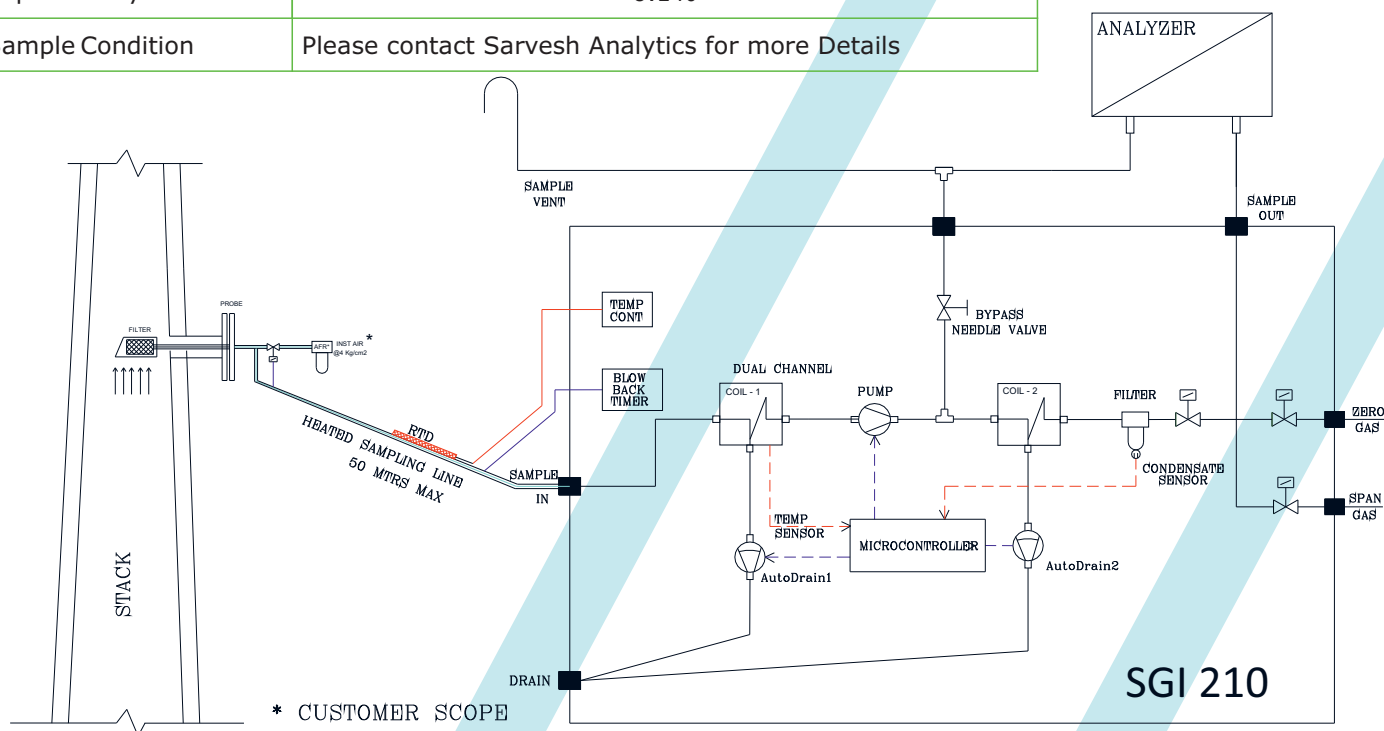 ample Condition
Please contact Sarvesh Analytics for more Details
ANALYZER
SAMPLE
VENT
SAMPLE
OUT
PROBE
FILTER
AFR*
INST AIR *
@4 Kg/cm2
TEMP
CONT
BYPASS
NEEDLE VALVE
BLOW
BACK
TIMER
DUAL CHANNEL
COIL - 1
PUMP
COIL - 2
FILTER
ZERO
GAS
RTD
HEATED SAMPLING LINE
50 MTRS MAX
SAMPLE
IN
CONDENSATE
SENSOR
SPAN
GAS
TEMP
SENSOR
MICROCONTROLLER
AutoDrain1
AutoDrain2
STACK
DRAIN
SGI 210
* CUSTOMER SCOPE